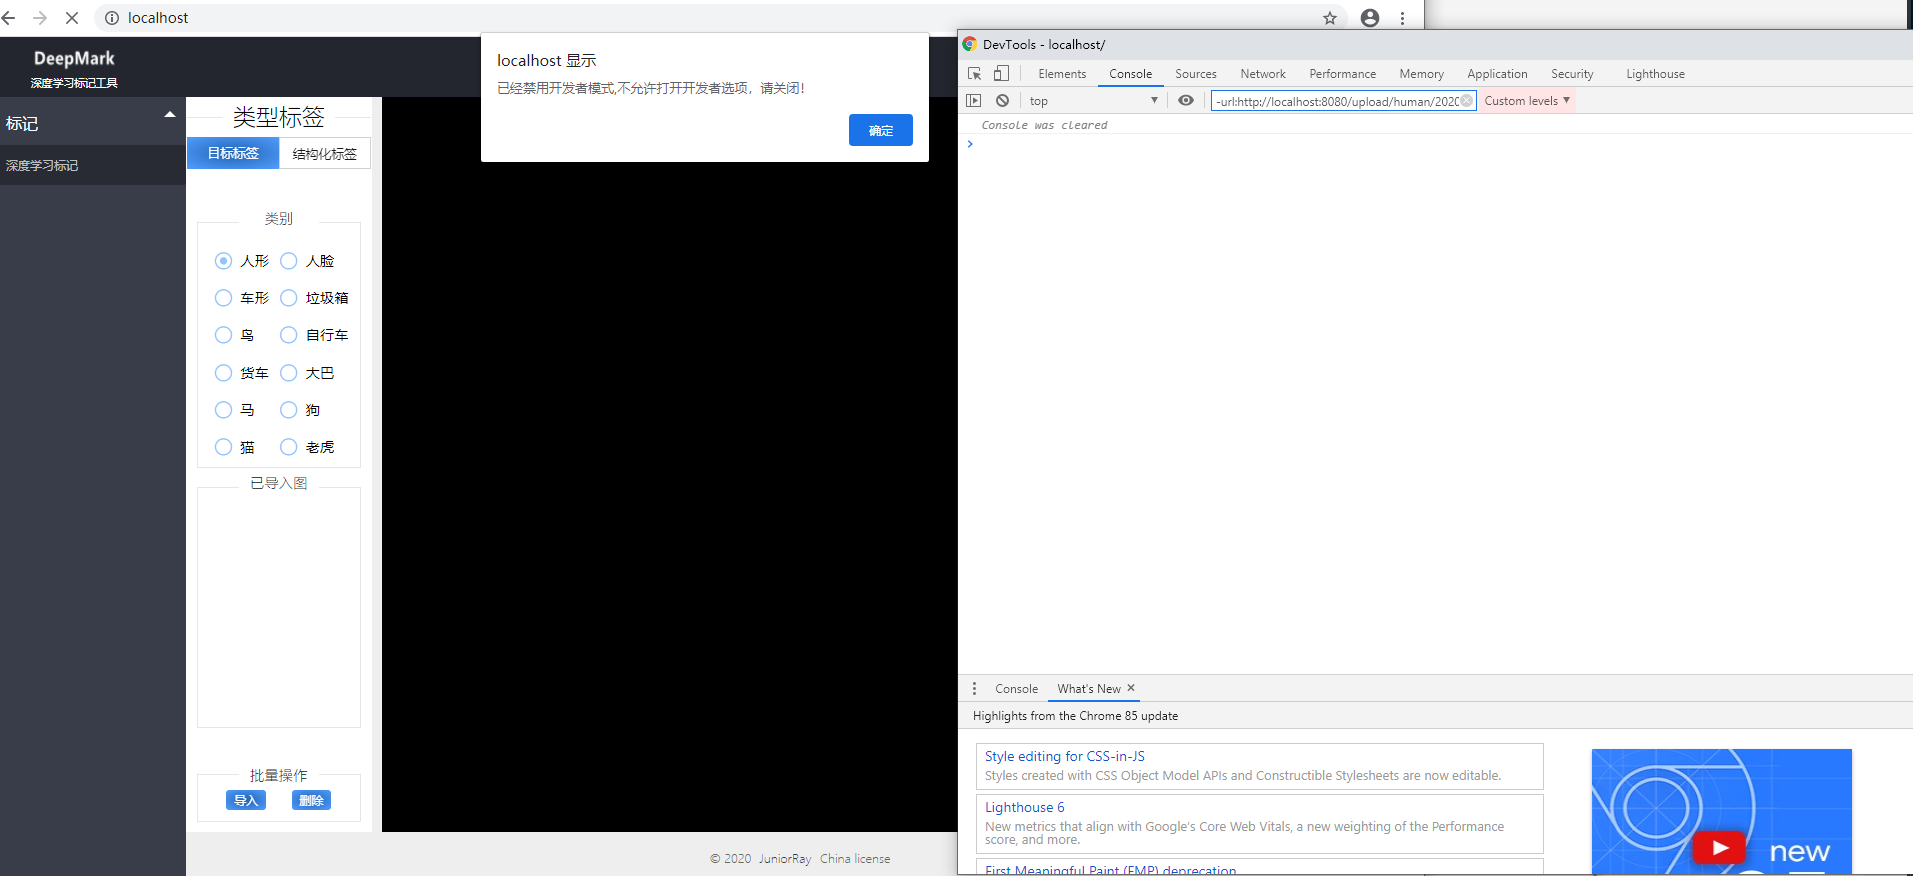 localhost
DeepMark
深度学习标记工具
标记
深度学习标记
类型标签
目标标签
结构化标签
类别
人形
人脸
车形
垃圾箱
鸟
自行车
货车
大巴
马
狗
猫
老虎
已导入图
批量操作
导入
删除
localhost 显示
已经禁用开发者模式,不允许打开开发者选项，请关闭!
确定
© 2020 JuniorRay China license
DevTools - localhost/
Elements Console Sources Network Performance Memory Application Security Lighthouse
top
-url:http://localhost:8080/upload/human/2020
Custom levels
Console was cleared
Console What's New
Highlights from the Chrome 85 update
Style editing for CSS-in-JS
Styles created with CSS Object Model APIs and Constructible Stylesheets are now editable.
Lighthouse 6
New metrics that align with Google's Core Web Vitals, a new weighting of the Performance
score, and more.
First Meaningful Paint (FMP) deprecation
new